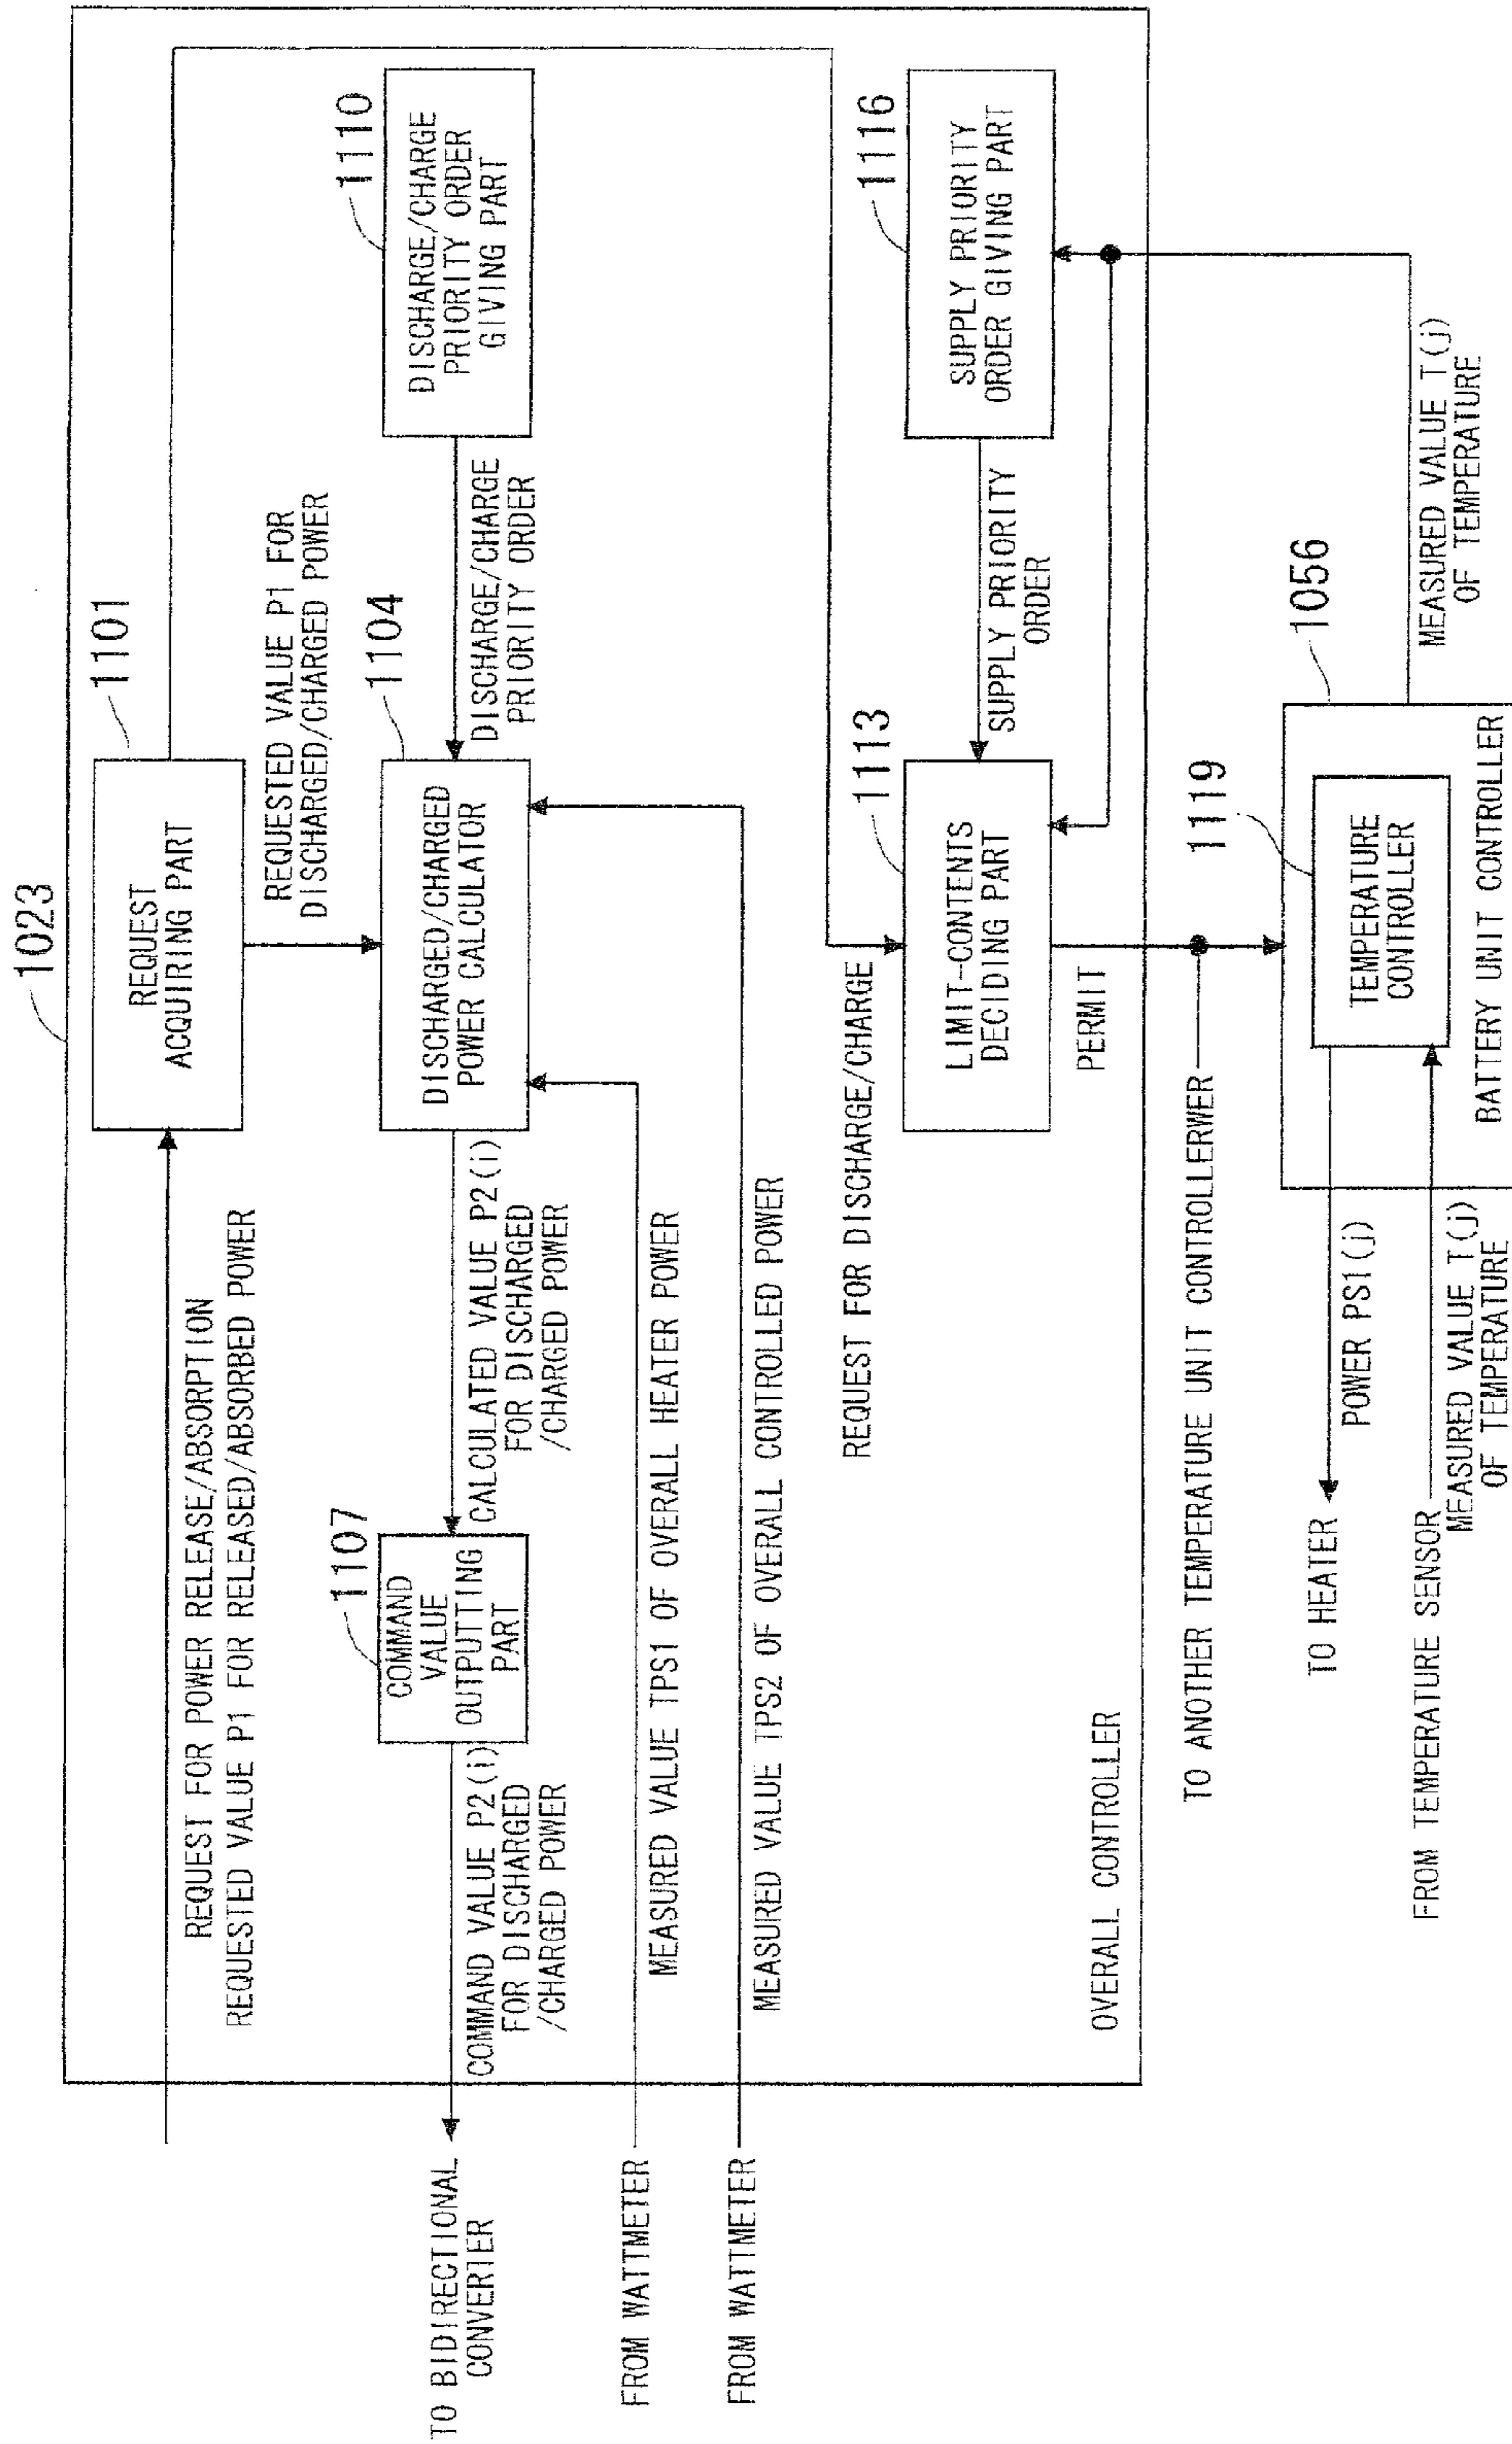 1023
REQUEST FOR POWER RELEASE/ABSORPTION
REQUESTED VALUE P1 FOR RELEASED/ABSORBED POWER
1101
REQUEST
ACQUIRING PART
REQUESTED VALUE P1 FOR
DISCHARGED/CHARGED POWER
1110
DISCHARGE/CHARGE
PRIORITY ORDER
GIVING PART
DISCHARGE/CHARGE
PRIORITY ORDER
1104
DISCHARGED/CHARGED
POWER CALCULATOR
CALCULATED VALUE P2(i)
FOR DISCHARGED
/CHARGED POWER
1107
COMMAND
VALUE
OUTPUTTING
PART
COMMAND VALUE P2(i)
FOR DISCHARGED
/CHARGED POWER
TO BIDIRECTIONAL
CONVERTER
FROM WATTMETER
MEASURED VALUE TPS1 OF OVERALL HEATER POWER
FROM WATTMETER
MEASURED VALUE TPS2 OF OVERALL CONTROLLED POWER
REQUEST FOR DISCHARGE/CHARGE
1113
LIMIT-CONTENTS
DECIDING PART
SUPPLY PRIORITY
ORDER
1116
SUPPLY PRIORITY
ORDER GIVING PART
PERMIT
OVERALL CONTROLLER
TO ANOTHER TEMPERATURE UNIT CONTROLLERWER
1119
1056
TEMPERATURE
CONTROLLER
BATTERY UNIT CONTROLLER
TO HEATER
POWER PS1(j)
FROM TEMPERATURE SENSOR
MEASURED VALUE T(j)
OF TEMPERATURE
MEASURED VALUE T(j)
OF TEMPERATURE